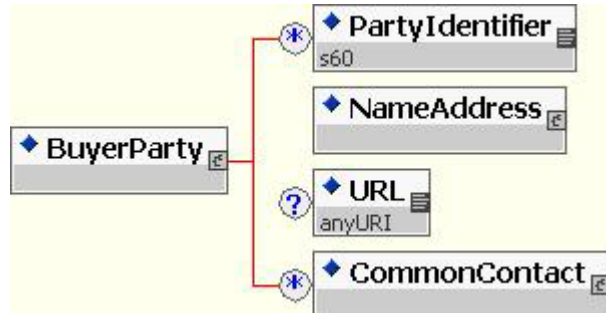 *
PartyIdentifier
s60
NameAddress
BuyerParty
?
URL
anyURI
*
CommonContact